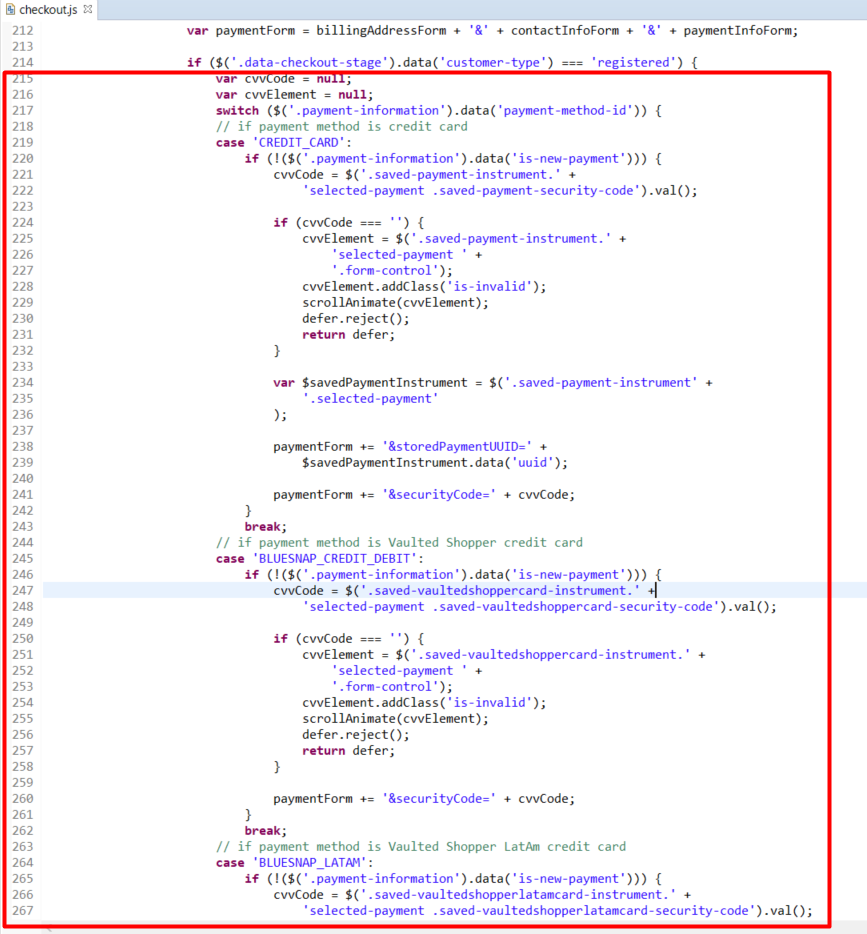 checkout.js
212 var paymentForm = billingAddressForm + '&' + contactInfoForm + '&' + paymentInfoForm;
213
214 if ($('.data-checkout-stage').data('customer-type') === 'registered') {
215 var cvvCode = null;
216 var cvvElement = null;
217 switch ($('.payment-information').data('payment-method-id')) {
218 // if payment method is credit card
219 case 'CREDIT_CARD':
220 if (!($('.payment-information').data('is-new-payment'))) {
221 cvvCode = $('.saved-payment-instrument.' +
222 'selected-payment .saved-payment-security-code').val();
223
224 if (cvvCode === '') {
225 cvvElement = $('.saved-payment-instrument.' +
226 'selected-payment ' +
227 '.form-control');
228 cvvElement.addClass('is-invalid');
229 scrollAnimate(cvvElement);
230 defer.reject();
231 return defer;
232 }
233
234 var $savedPaymentInstrument = $('.saved-payment-instrument' +
235 '.selected-payment'
236 );
237
238 paymentForm += '&storedPaymentUUID=' +
239 $savedPaymentInstrument.data('uuid');
240
241 paymentForm += '&securityCode=' + cvvCode;
242 }
243 break;
244 // if payment method is Vaulted Shopper credit card
245 case 'BLUESNAP_CREDIT_DEBIT':
246 if (!($('.payment-information').data('is-new-payment'))) {
247 cvvCode = $('.saved-vaultedshoppercard-instrument.' +
248 'selected-payment .saved-vaultedshoppercard-security-code').val();
249
250 if (cvvCode === '') {
251 cvvElement = $('.saved-vaultedshoppercard-instrument.' +
252 'selected-payment ' +
253 '.form-control');
254 cvvElement.addClass('is-invalid');
255 scrollAnimate(cvvElement);
256 defer.reject();
257 return defer;
258 }
259
260 paymentForm += '&securityCode=' + cvvCode;
261 }
262 break;
263 // if payment method is Vaulted Shopper LatAm credit card
264 case 'BLUESNAP_LATAM':
265 if (!($('.payment-information').data('is-new-payment'))) {
266 cvvCode = $('.saved-vaultedshopperlatamcard-instrument.' +
267 'selected-payment .saved-vaultedshopperlatamcard-security-code').val();